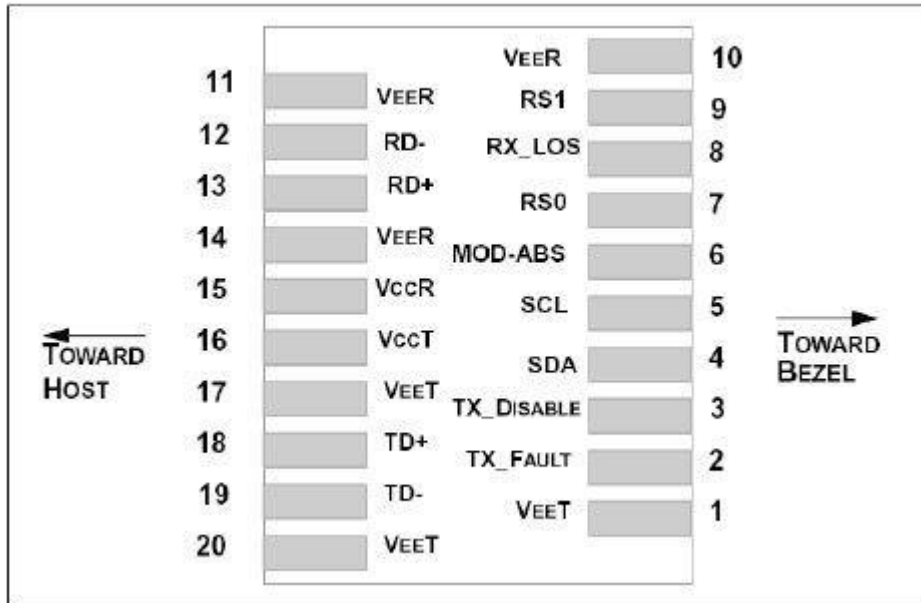 VEER 10
11 VEER
RS1 9
12 RD-
RX_LOS 8
13 RD+
RS0 7
14 VEER
MOD-ABS 6
15 VCCR
SCL 5
16 VCCT
TOWARD
HOST
TOWARD
BEZEL
SDA 4
17 VEET
TX_DISABLE 3
18 TD+
TX_FAULT 2
19 TD-
VEET 1
20 VEET